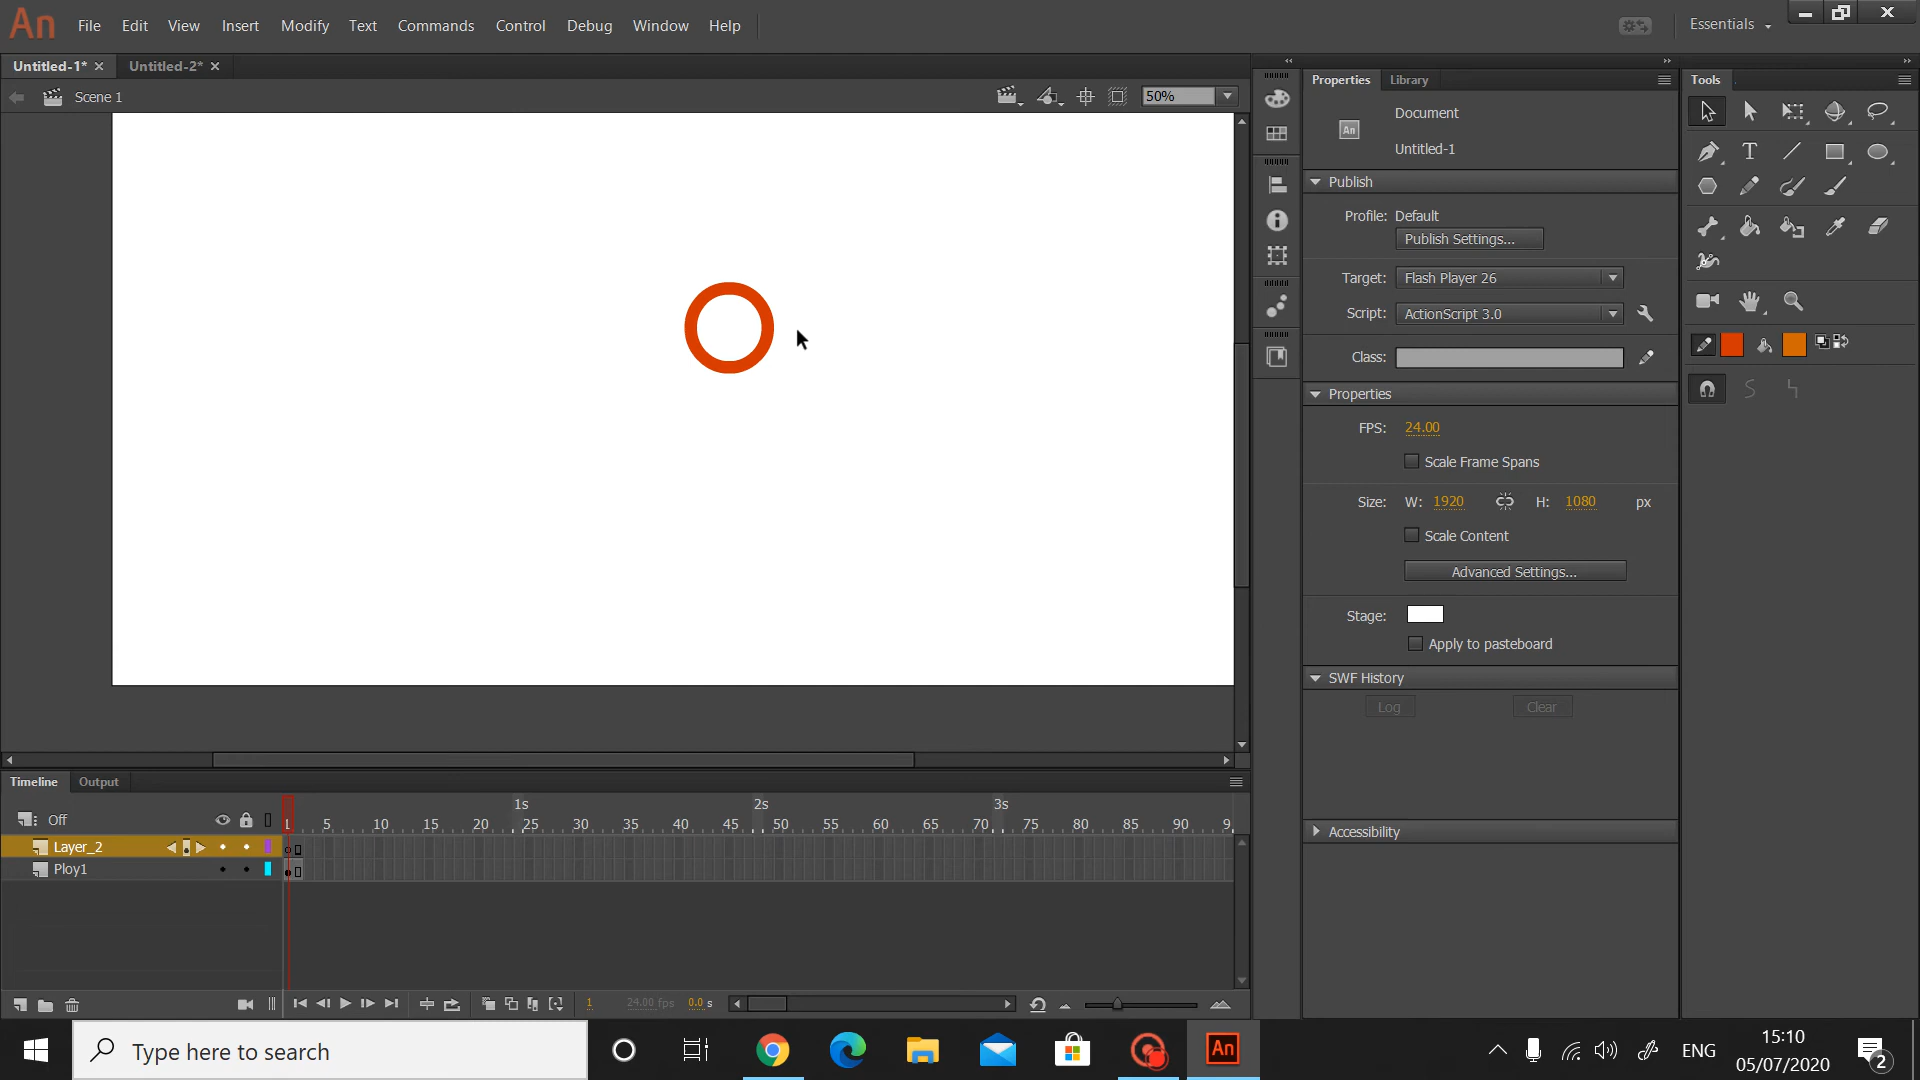 An File Edit View Insert Modify Text Commands Control Debug Window Help Essentials
Untitled-1* Untitled-2*
Scene 1 50%
Properties Library
Tools
An Document
Untitled-1
Publish
Profile: Default
Publish Settings...
Target: Flash Player 26
Script: ActionScript 3.0
Class:
Properties
FPS: 24.00
Scale Frame Spans
Size: W: 1920 H: 1080 px
Scale Content
Advanced Settings...
Stage:
Apply to pasteboard
SWF History
Log Clear
Accessibility
Timeline Output
1s 2s 3s
Off 1 5 10 15 20 25 30 35 40 45 50 55 60 65 70 75 80 85 90 9
Layer_2
Ploy1
1 24.00 fps 0.0 s
Type here to search
An
ENG
15:10
05/07/2020
2